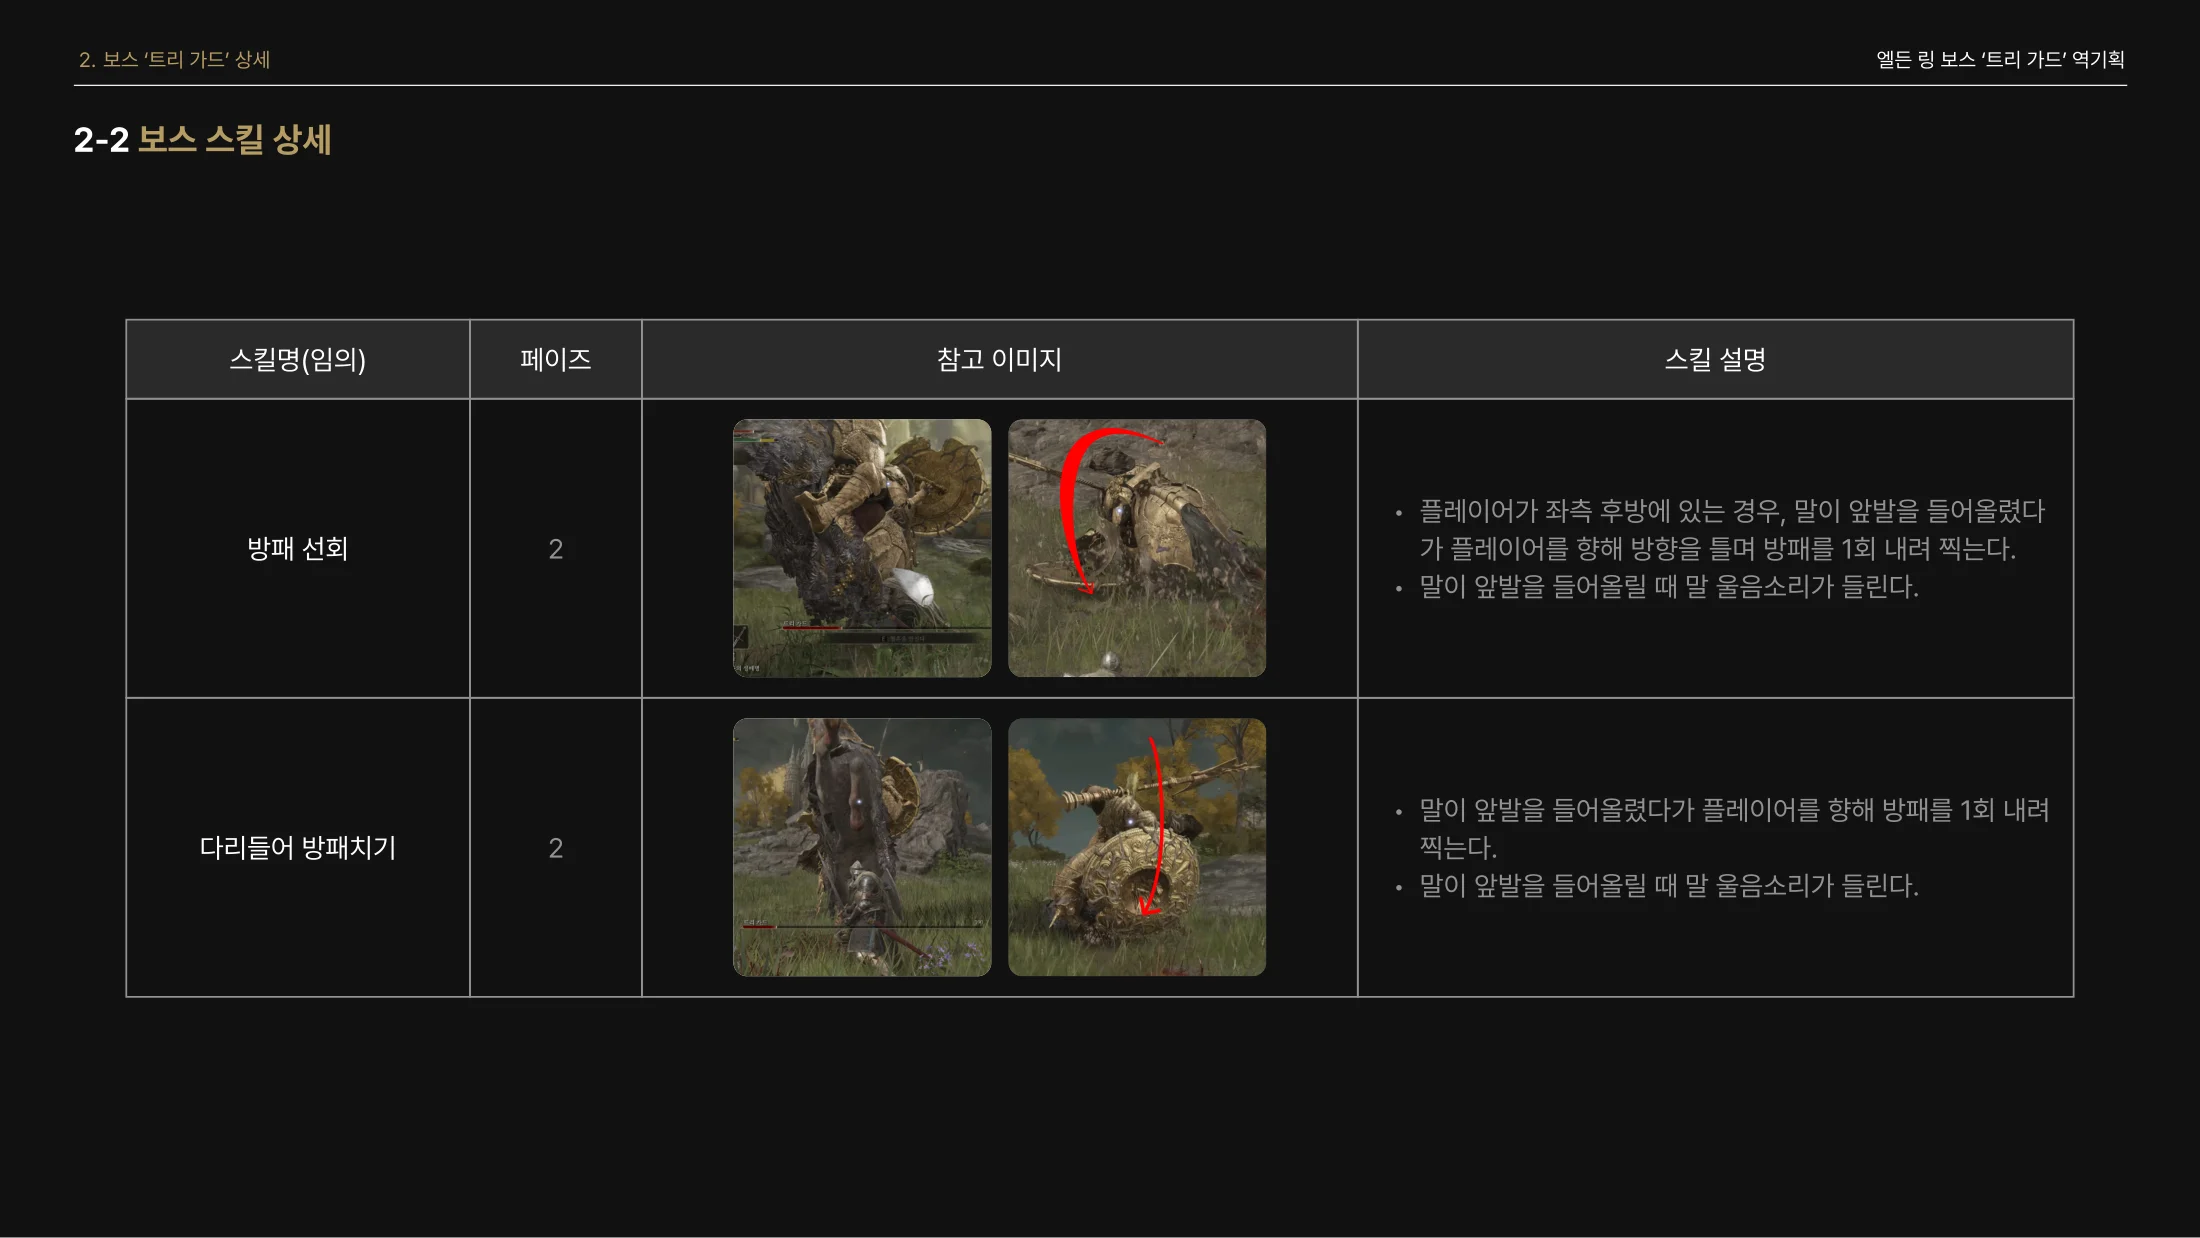 2. 보스 ‘트리 가드’ 상세
엘든 링 보스 ‘트리 가드’ 역기획
2-2 보스 스킬 상세
스킬명(임의)
페이즈
참고 이미지
스킬 설명
방패 선회
2
트리 가드
• 플레이어가 좌측 후방에 있는 경우, 말이 앞발을 들어올렸다
가 플레이어를 향해 방향을 틀며 방패를 1회 내려 찍는다.
• 말이 앞발을 들어올릴 때 말 울음소리가 들린다.
다리들어 방패치기
2
트리 가드
• 말이 앞발을 들어올렸다가 플레이어를 향해 방패를 1회 내려
찍는다.
• 말이 앞발을 들어올릴 때 말 울음소리가 들린다.